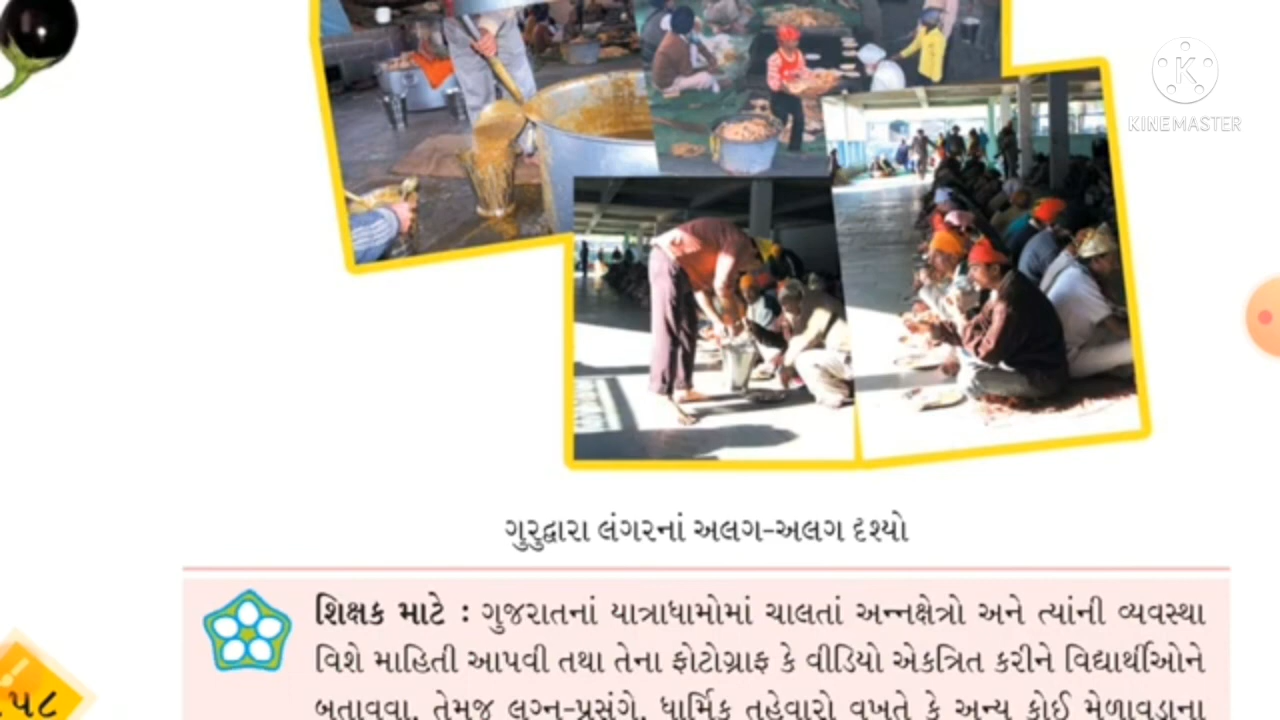 KINEMASTER
ગુરુદ્વારા લંગરનાં અલગ-અલગ દૃશ્યો
શિક્ષક માટે : ગુજરાતનાં યાત્રાધામોમાં ચાલતાં અન્નક્ષેત્રો અને ત્યાંની વ્યવસ્થા
વિશે માહિતી આપવી તથા તેના ફોટોગ્રાફ કે વીડિયો એકત્રિત કરીને વિદ્યાર્થીઓને
બતાવવા. તેમજ લગ્ન-પ્રસંગે, ધાર્મિક તહેવારો વખતે કે અન્ય કોઈ મેળાવડાના